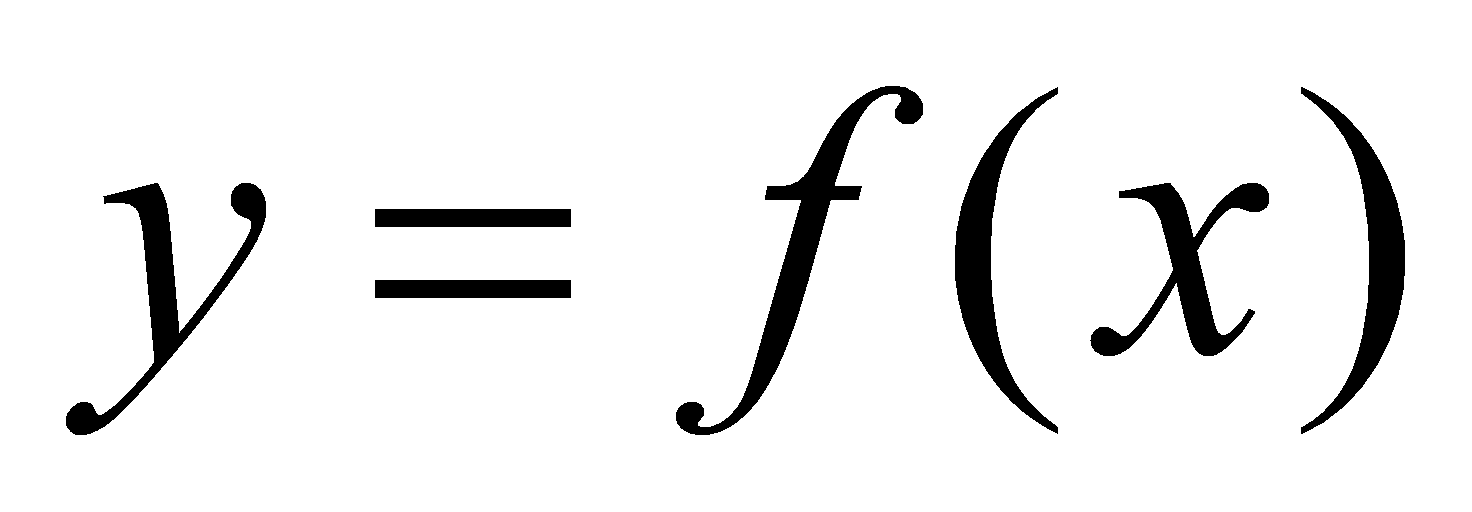 y = f(x)